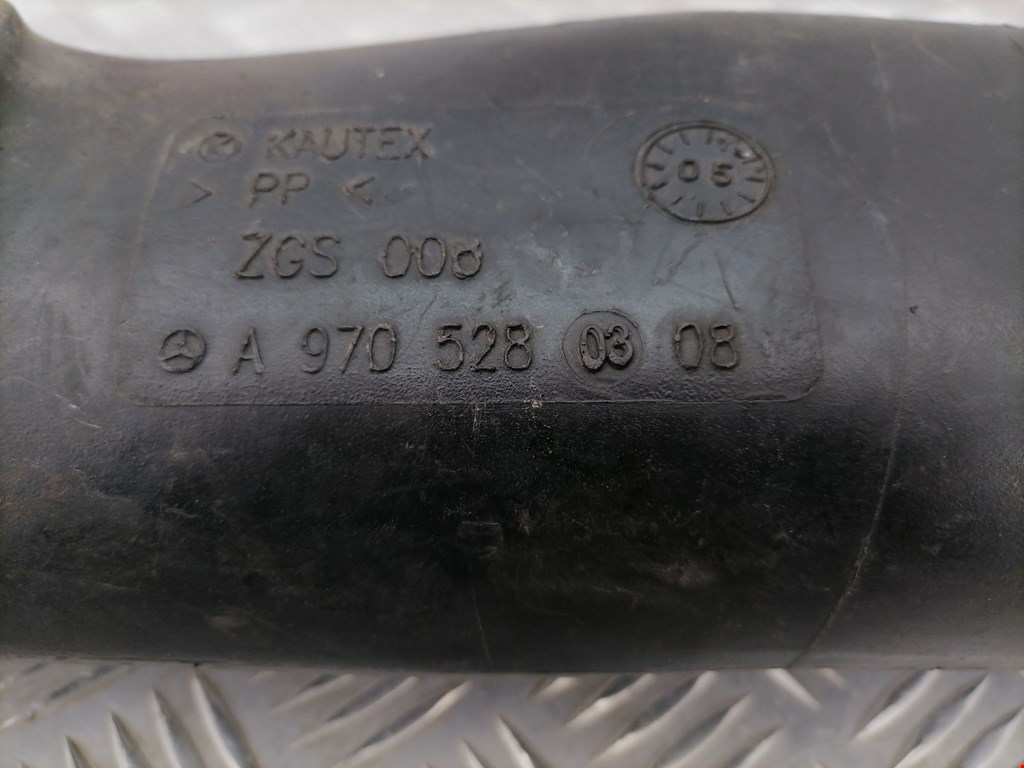 KAUTEX
> PP <
05
ZGS 008
A 970 528 03 08